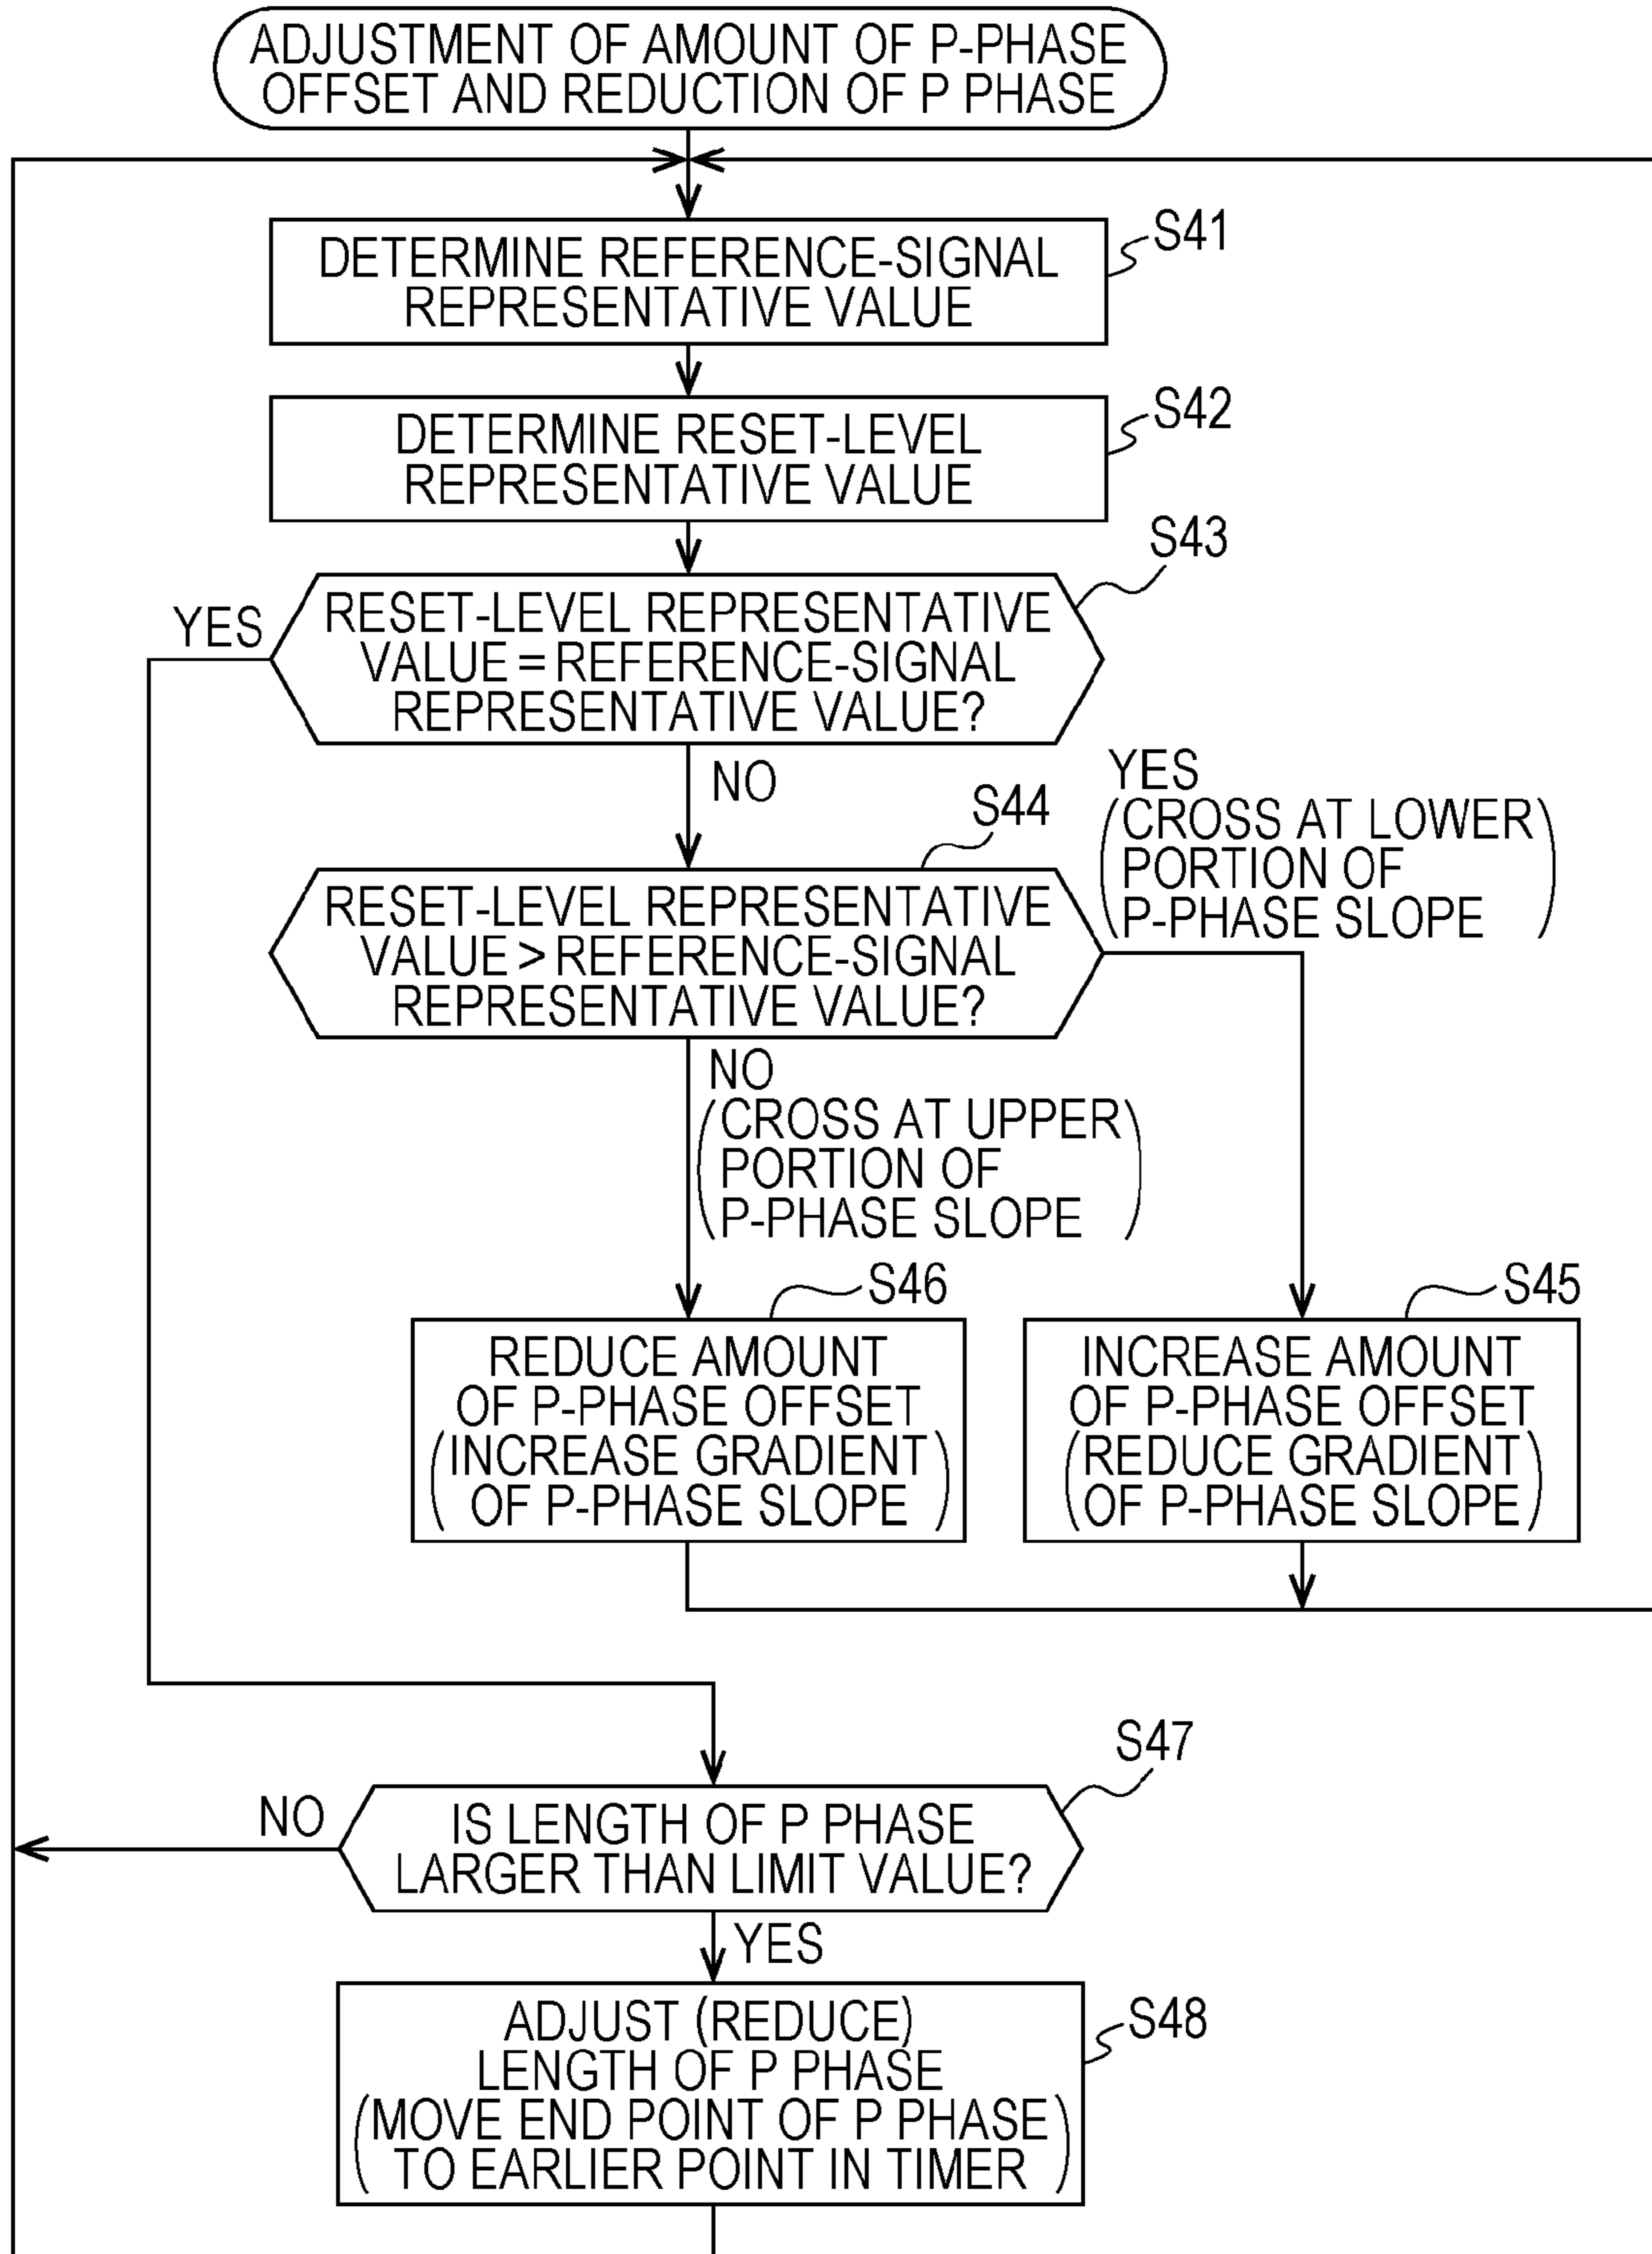 ADJUSTMENT OF AMOUNT OF P-PHASE
OFFSET AND REDUCTION OF P PHASE
S41
DETERMINE REFERENCE-SIGNAL
REPRESENTATIVE VALUE
S42
DETERMINE RESET-LEVEL
REPRESENTATIVE VALUE
S43
YES
RESET-LEVEL REPRESENTATIVE
VALUE=REFERENCE-SIGNAL
REPRESENTATIVE VALUE?
NO
S44
RESET-LEVEL REPRESENTATIVE
VALUE>REFERENCE-SIGNAL
REPRESENTATIVE VALUE?
YES
(CROSS AT LOWER
PORTION OF
P-PHASE SLOPE)
NO
(CROSS AT UPPER
PORTION OF
P-PHASE SLOPE)
S46
REDUCE AMOUNT
OF P-PHASE OFFSET
(INCREASE GRADIENT
OF P-PHASE SLOPE)
S45
INCREASE AMOUNT
OF P-PHASE OFFSET
(REDUCE GRADIENT
OF P-PHASE SLOPE)
S47
NO
IS LENGTH OF P PHASE
LARGER THAN LIMIT VALUE?
YES
S48
ADJUST (REDUCE)
LENGTH OF P PHASE
(MOVE END POINT OF P PHASE
TO EARLIER POINT IN TIMER)